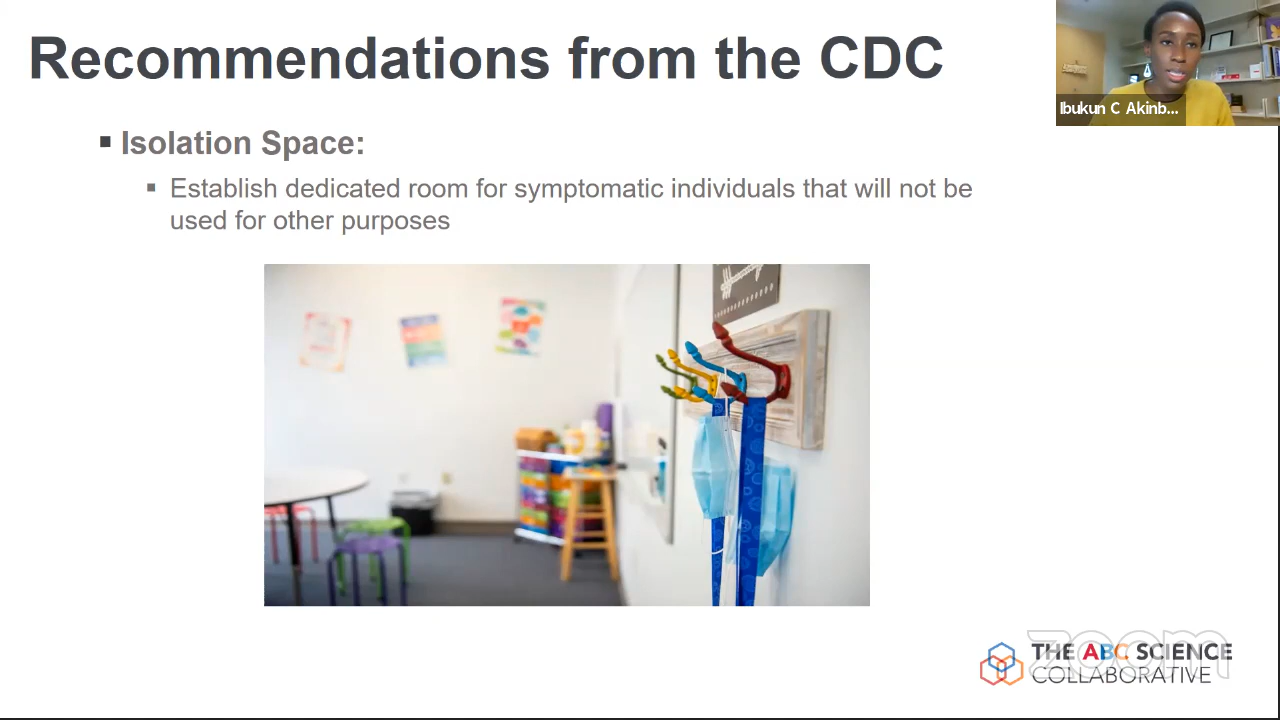 Recommendations from the CDC
Ibukun C Akinb...
▪ Isolation Space:
▪ Establish dedicated room for symptomatic individuals that will not be
used for other purposes
zoom
THE ABC SCIENCE
COLLABORATIVE